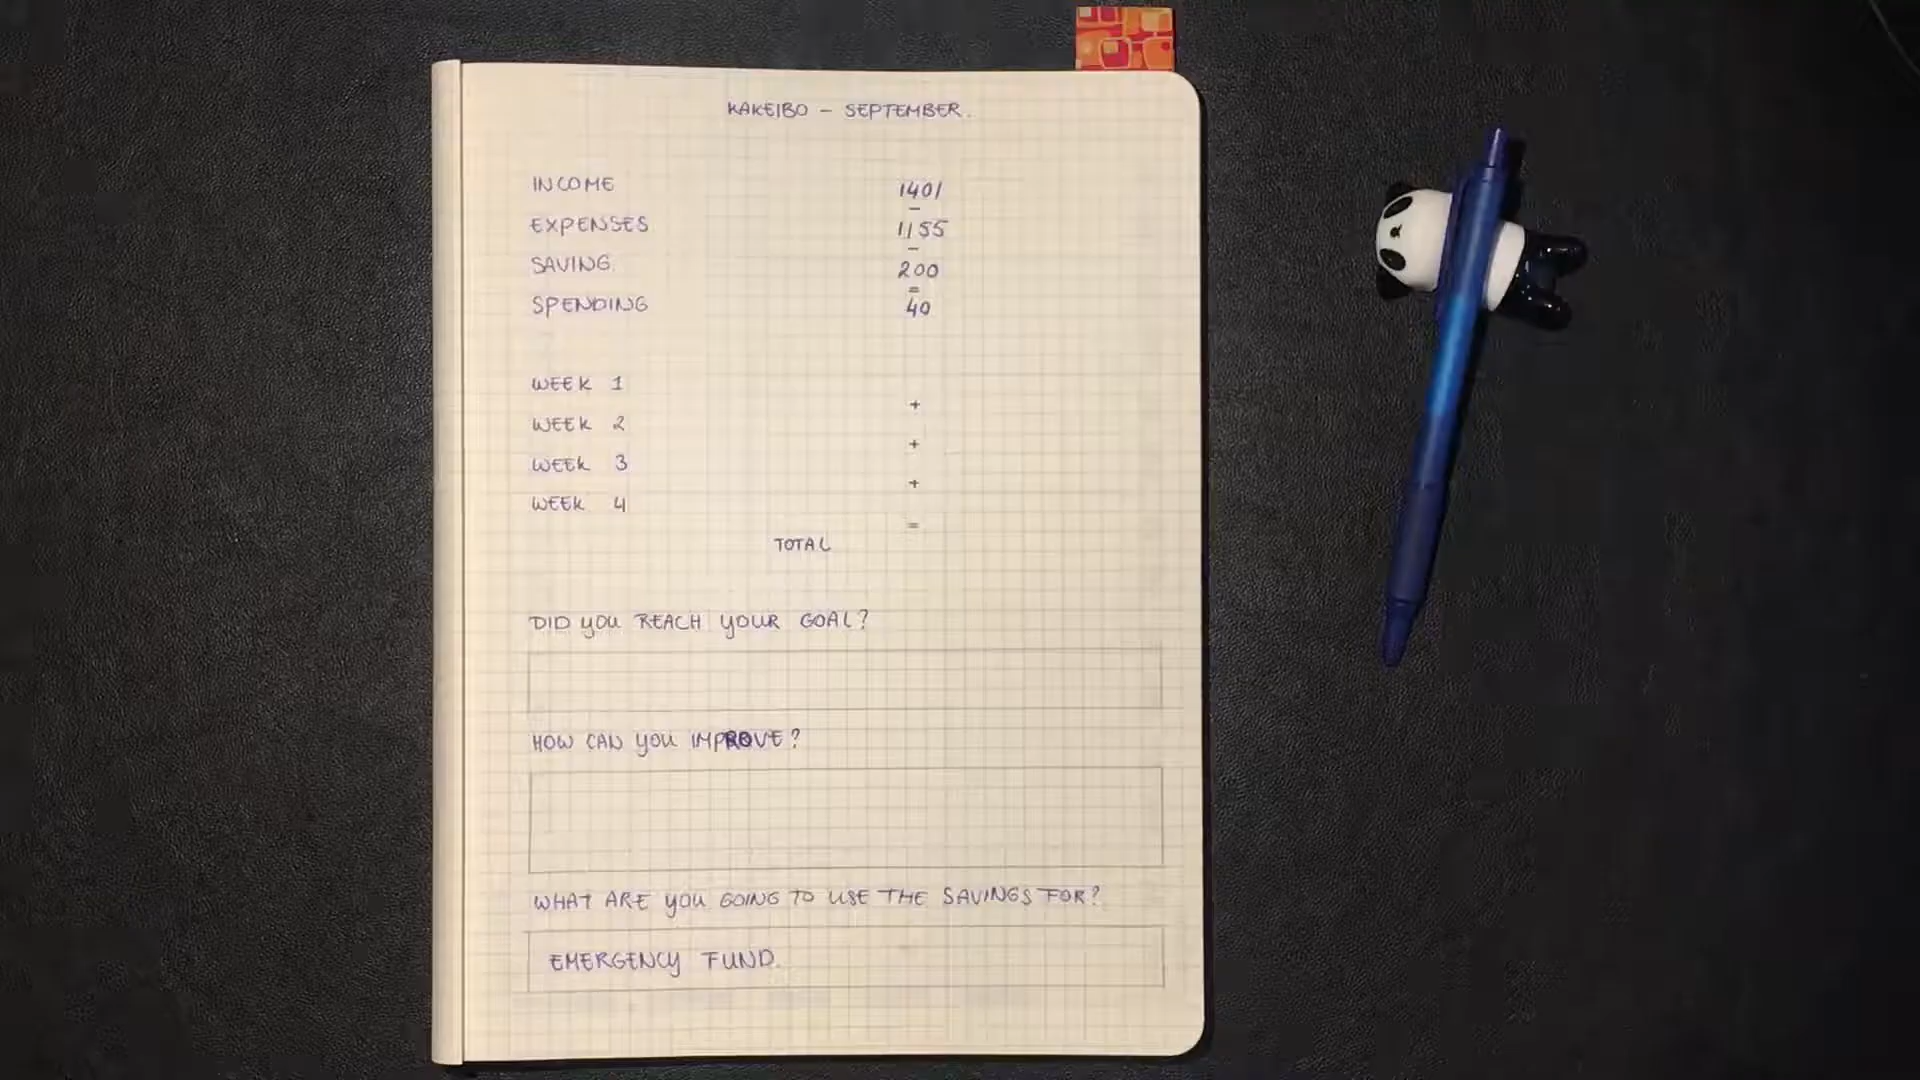 KAKEIBO - SEPTEMBER.
INCOME 1401
-
EXPENSES 1155
-
SAVING. 200
=
SPENDING 40
WEEK 1
+
WEEK 2
+
WEEK 3
+
WEEK 4
=
TOTAL
DID YOU REACH YOUR GOAL?
HOW CAN YOU IMPROVE?
WHAT ARE YOU GOING TO USE THE SAVINGS FOR?
EMERGENCY FUND.